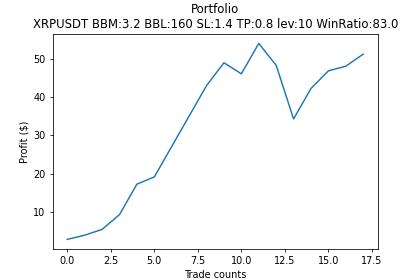 Portfolio
XRPUSDT BBM:3.2 BBL:160 SL:1.4 TP:0.8 lev:10 WinRatio:83.0
Profit ($)
50
40
30
20
10
0.0 2.5 5.0 7.5 10.0 12.5 15.0 17.5
Trade counts